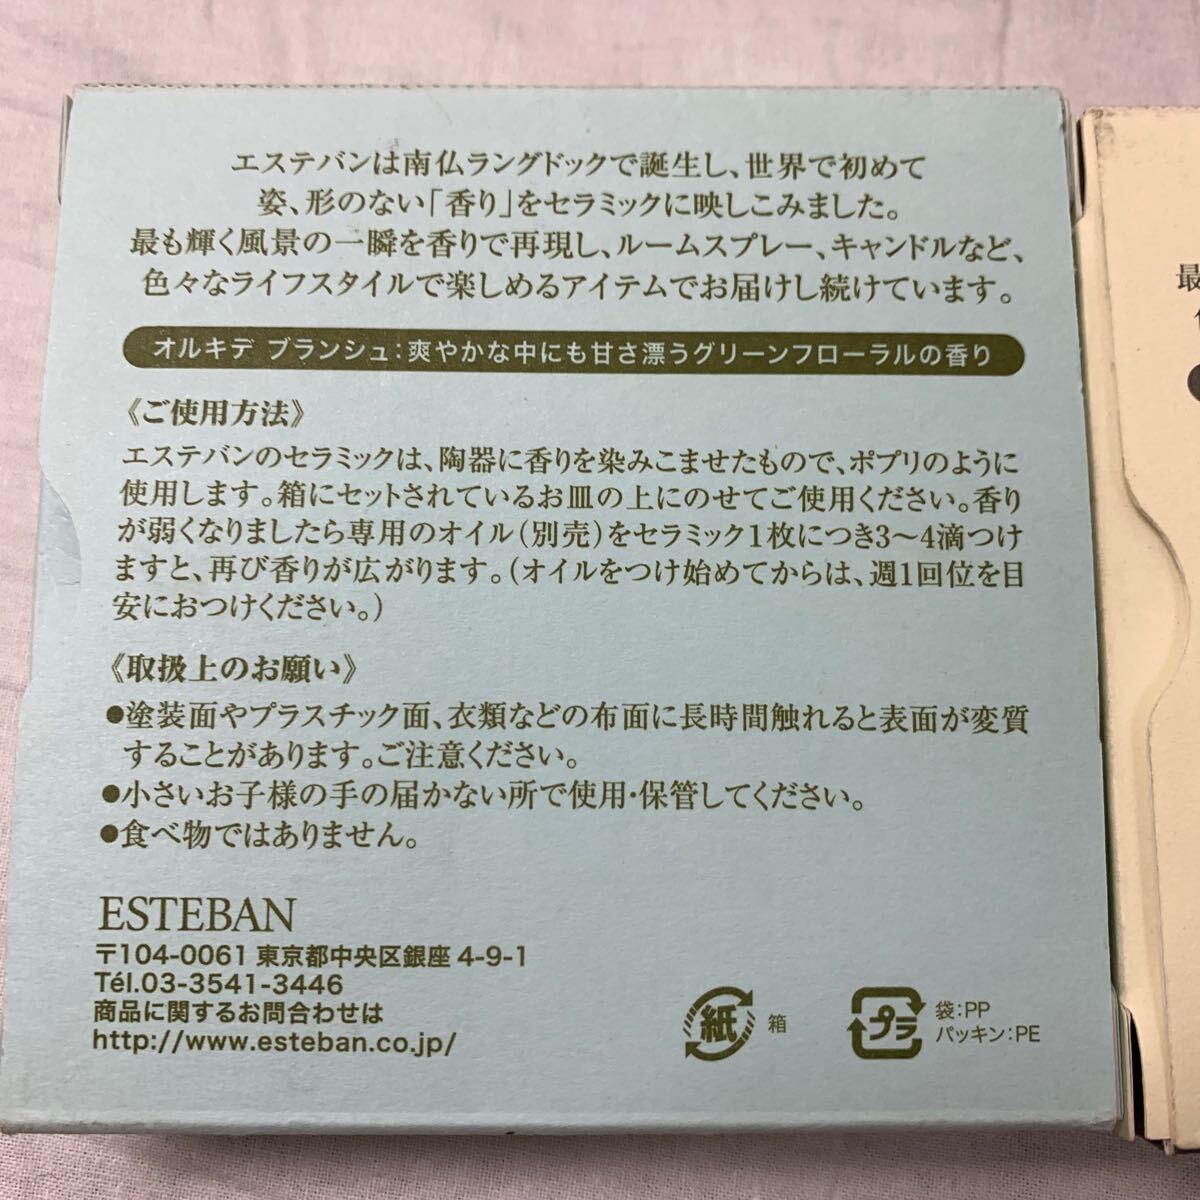 エステバンは南仏ラングドックで誕生し、世界で初めて
姿、形のない「香り」をセラミックに映しこみました。
最も輝く風景の一瞬を香りで再現し、ルームスプレー、キャンドルなど、
色々なライフスタイルで楽しめるアイテムでお届けし続けています。
オルキデ ブランシュ：爽やかな中にも甘さ漂うグリーンフローラルの香り
《ご使用方法》
エステバンのセラミックは、陶器に香りを染みこませたもので、ポプリのように
使用します。箱にセットされているお皿の上にのせてご使用ください。香り
が弱くなりましたら専用のオイル（別売）をセラミック1枚につき3〜4滴つけ
ますと、再び香りが広がります。（オイルをつけ始めてからは、週1回位を目
安におつけください。）
《取扱上のお願い》
●塗装面やプラスチック面、衣類などの布面に長時間触れると表面が変質
することがあります。ご注意ください。
●小さいお子様の手の届かない所で使用・保管してください。
●食べ物ではありません。
ESTEBAN
〒104-0061 東京都中央区銀座 4-9-1
Tél.03-3541-3446
商品に関するお問合わせは
http://www.esteban.co.jp/
紙 箱
プラ 袋：PP
パッキン：PE
最